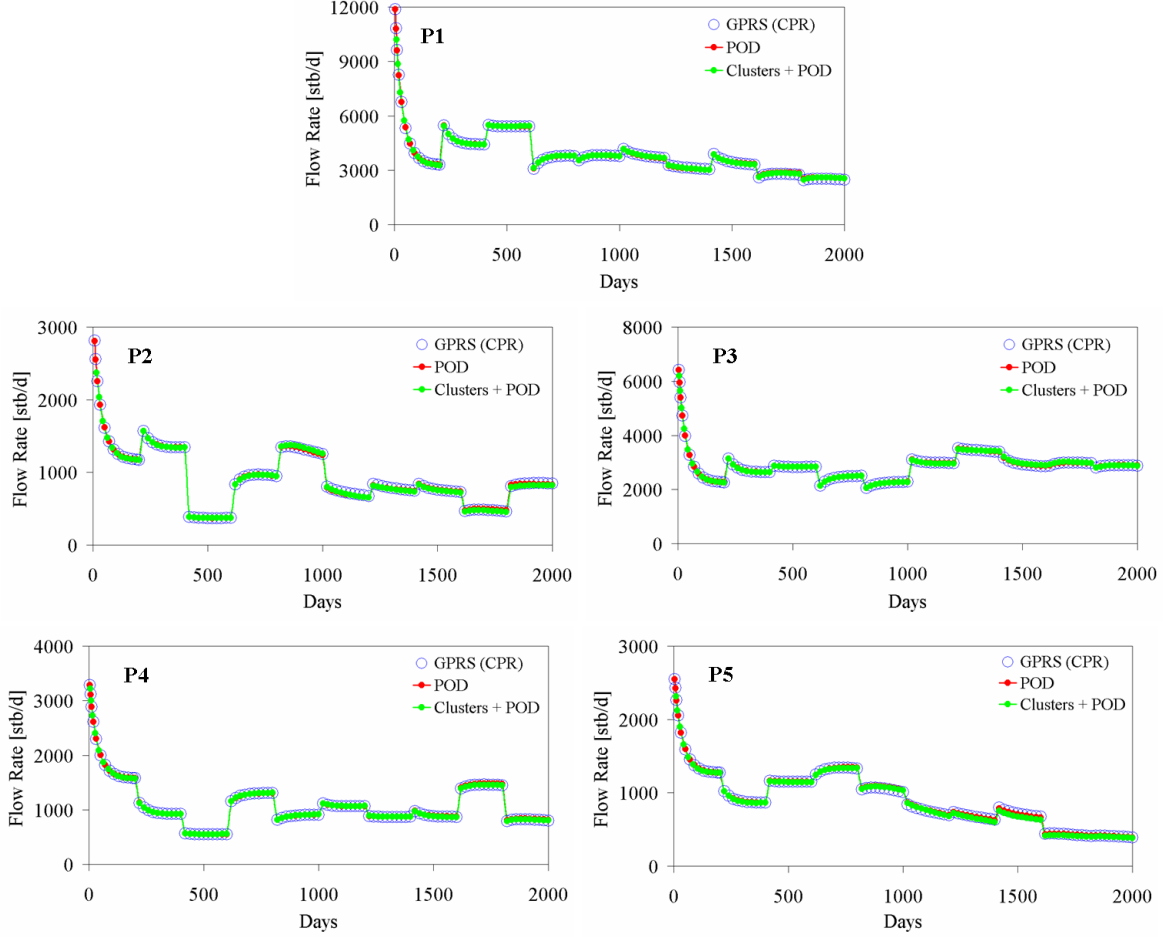 P1
GPRS (CPR)
POD
Clusters + POD
Flow Rate [stb/d]
12000
9000
6000
3000
0
0 500 1000 1500 2000
Days
P2
GPRS (CPR)
POD
Clusters + POD
Flow Rate [stb/d]
3000
2000
1000
0
0 500 1000 1500 2000
Days
P3
GPRS (CPR)
POD
Clusters + POD
Flow Rate [stb/d]
8000
6000
4000
2000
0
0 500 1000 1500 2000
Days
P4
GPRS (CPR)
POD
Clusters + POD
Flow Rate [stb/d]
4000
3000
2000
1000
0
0 500 1000 1500 2000
Days
P5
GPRS (CPR)
POD
Clusters + POD
Flow Rate [stb/d]
3000
2000
1000
0
0 500 1000 1500 2000
Days